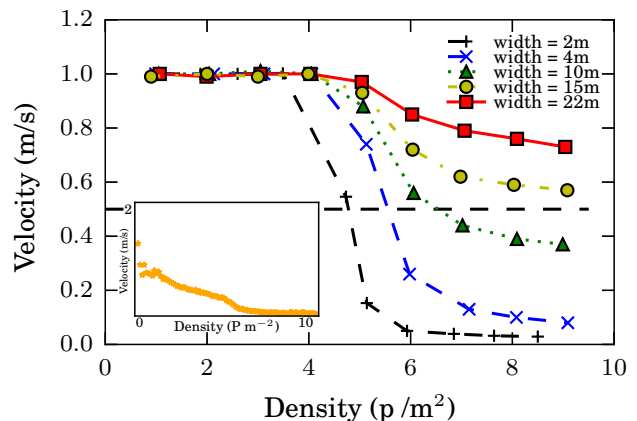 1.2
1.0
0.8
0.6
0.4
0.2
0.0
0
2
4
6
8
10
Velocity (m/s)
Density (p /m²)
width = 2m
width = 4m
width = 10m
width = 15m
width = 22m
2
Velocity (m/s)
0
10
Density (P m⁻²)